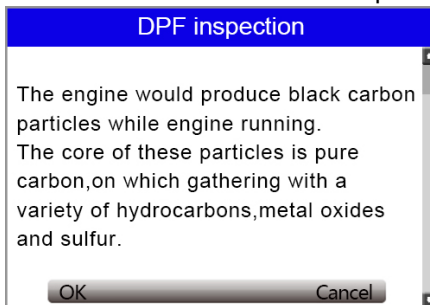 DPF inspection
The engine would produce black carbon
particles while engine running.
The core of these particles is pure
carbon,on which gathering with a
variety of hydrocarbons,metal oxides
and sulfur.
OK Cancel